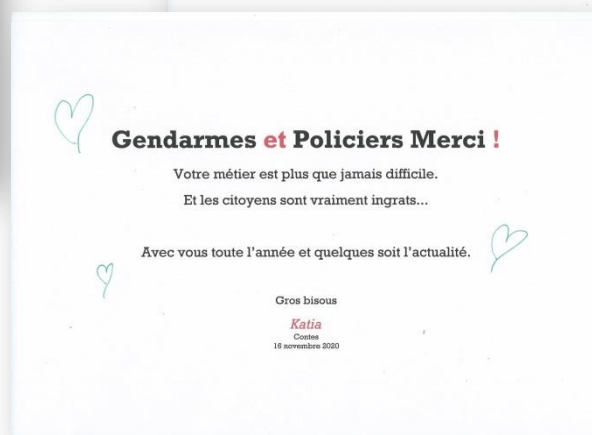 Gendarmes et Policiers Merci !
Votre métier est plus que jamais difficile.
Et les citoyens sont vraiment ingrats...
Avec vous toute l'année et quelques soit l'actualité.
Gros bisous
Katia
Contes
16 novembre 2020